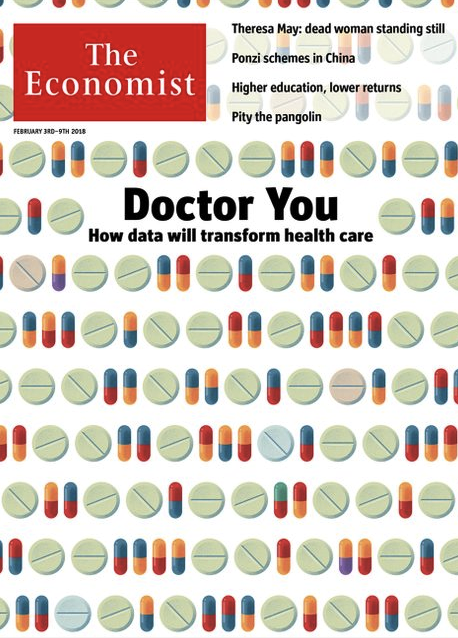 The
Economist
Theresa May: dead woman standing still
Ponzi schemes in China
Higher education, lower returns
Pity the pangolin
FEBRUARY 3RD–9TH 2018
Doctor You
How data will transform health care